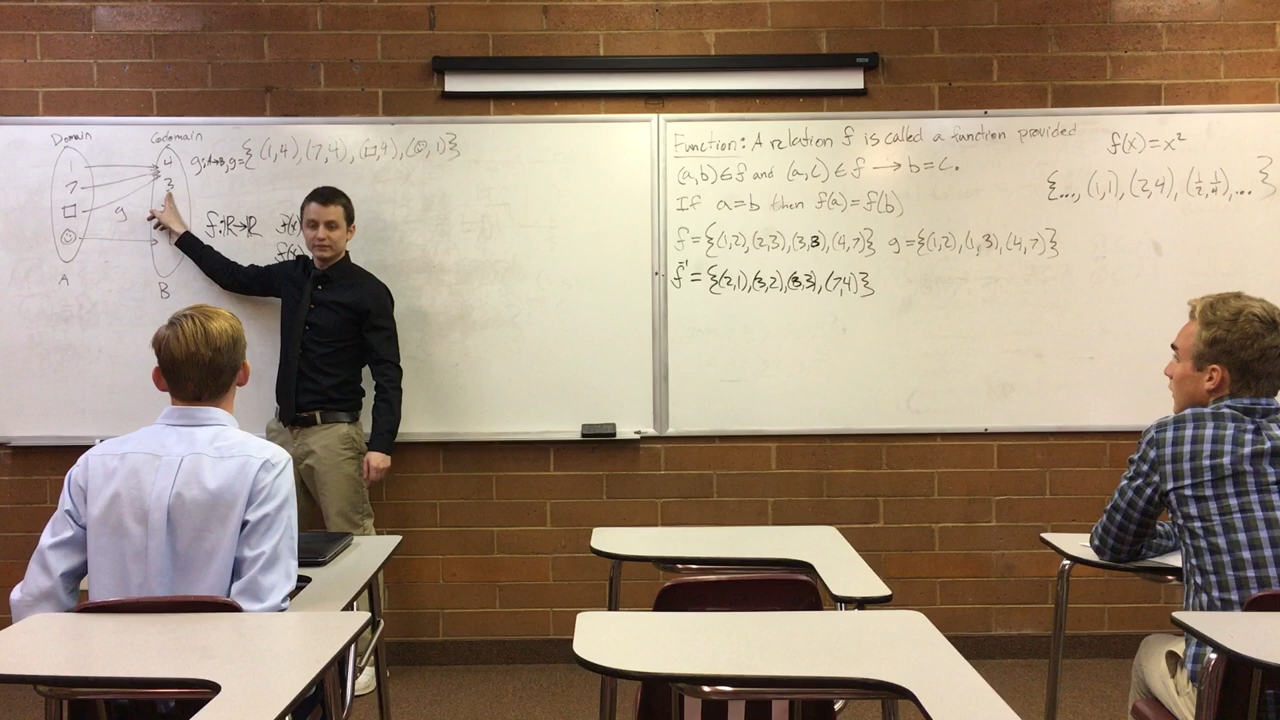 Domain
Codomain
1
7
□
☺
A
4
3
B
g
g:A→B, g={(1,4),(7,4),(□,9),(☺,1)}
f:ℝ→ℝ
Function: A relation f is called a function provided
(a,b)∈f and (a,c)∈f → b=c.
If a=b then f(a)=f(b)
f={(1,2),(2,3),(3,3),(4,7)} g={(1,2),(1,3),(4,7)}
f⁻¹={(2,1),(3,2),(3,3),(7,4)}
f(x)=x²
{...,(1,1),(2,4),(1/2,1/4),...}